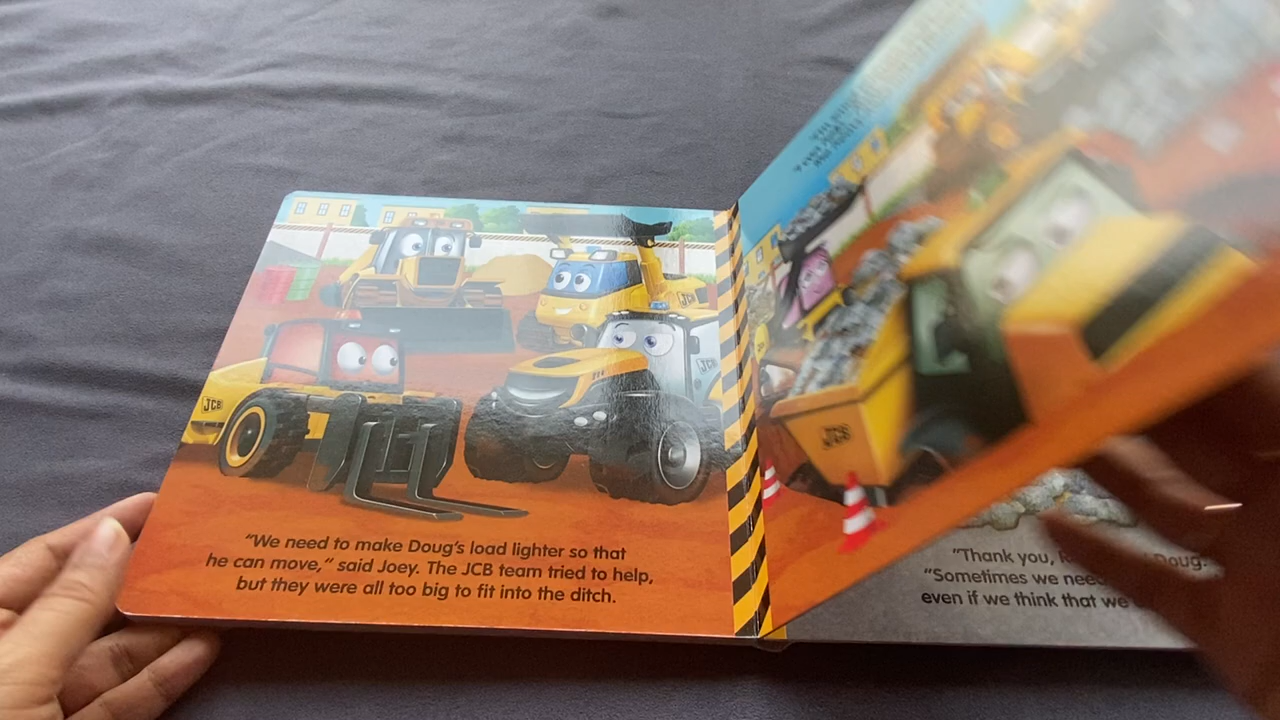 JCB
JCB
JCB
"We need to make Doug's load lighter so that
he can move," said Joey. The JCB team tried to help,
but they were all too big to fit into the ditch.
JCB
"Thank you, Doug.
"Sometimes we need
even if we think that we